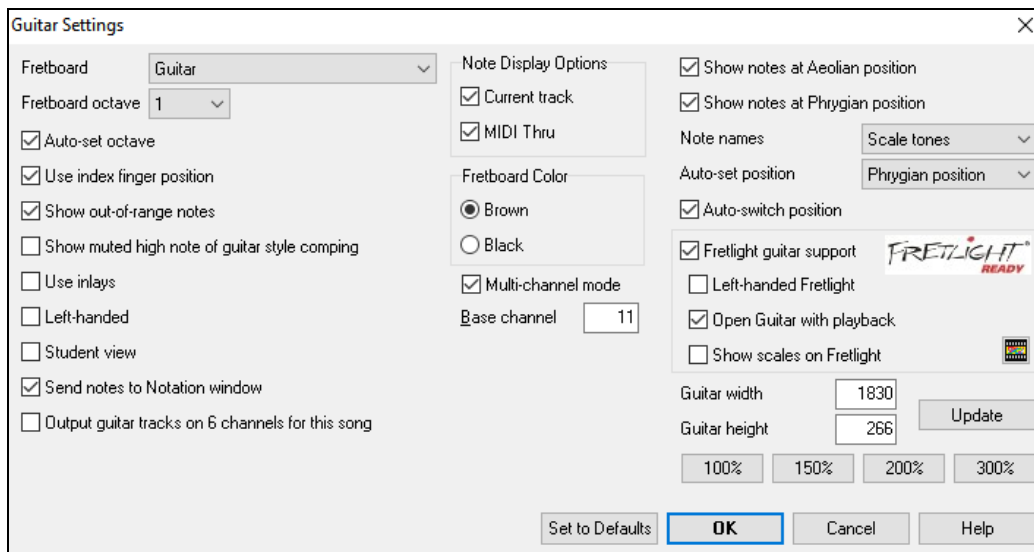 Guitar Settings
Fretboard
Guitar
Fretboard octave
1
Auto-set octave
Use index finger position
Show out-of-range notes
Show muted high note of guitar style comping
Use inlays
Left-handed
Student view
Send notes to Notation window
Output guitar tracks on 6 channels for this song
Note Display Options
Current track
MIDI Thru
Fretboard Color
Brown
Black
Multi-channel mode
Base channel
11
Show notes at Aeolian position
Show notes at Phrygian position
Note names
Scale tones
Auto-set position
Phrygian position
Auto-switch position
Fretlight guitar support
FRETLIGHT®
READY
Left-handed Fretlight
Open Guitar with playback
Show scales on Fretlight
Guitar width
1830
Guitar height
266
Update
100%
150%
200%
300%
Set to Defaults
OK
Cancel
Help